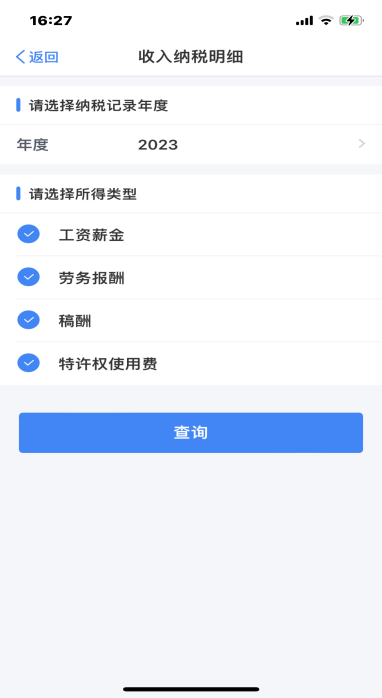 16:27
返回 收入纳税明细
请选择纳税记录年度
年度 2023
请选择所得类型
工资薪金
劳务报酬
稿酬
特许权使用费
查询